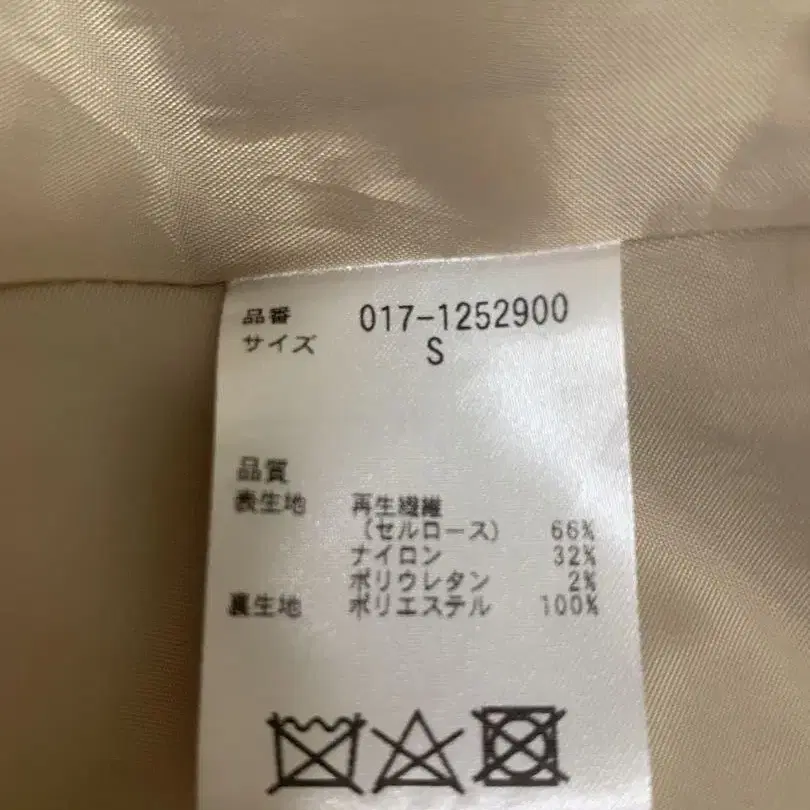 品番 017-1252900
サイズ S
品質
表生地 再生繊維
(セルロース) 66%
ナイロン 32%
ポリウレタン 2%
裏生地 ポリエステル 100%